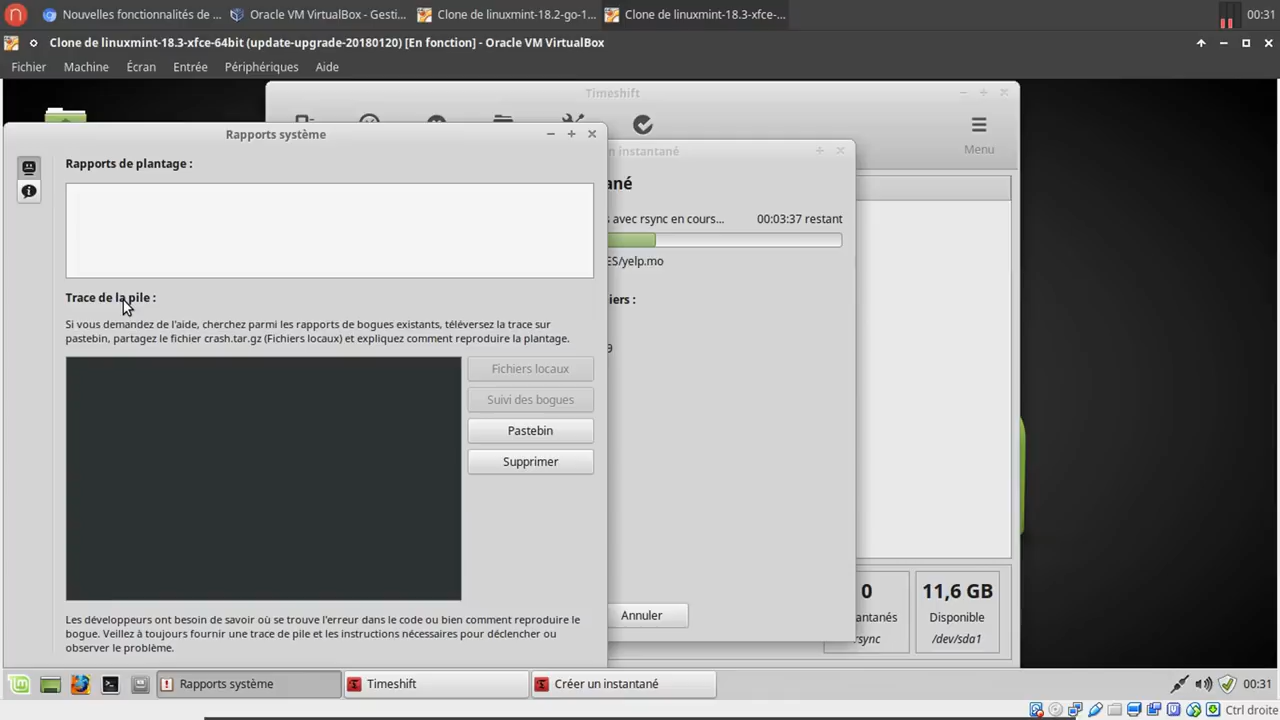 Nouvelles fonctionnalités de ...
Oracle VM VirtualBox - Gesti...
Clone de linuxmint-18.2-go-1...
Clone de linuxmint-18.3-xfce-...
00:31
Clone de linuxmint-18.3-xfce-64bit (update-upgrade-20180120) [En fonction] - Oracle VM VirtualBox
Fichier Machine Écran Entrée Périphériques Aide
Timeshift
Menu
Rapports système
n instantané
Rapports de plantage :
ané
s avec rsync en cours... 00:03:37 restant
ES/yelp.mo
Trace de la pile :
iers :
Si vous demandez de l'aide, cherchez parmi les rapports de bogues existants, téléversez la trace sur
pastebin, partagez le fichier crash.tar.gz (Fichiers locaux) et expliquez comment reproduire la plantage.
9
Fichiers locaux
Suivi des bogues
Pastebin
Supprimer
Annuler
0
antanés
rsync
11,6 GB
Disponible
/dev/sda1
Les développeurs ont besoin de savoir où se trouve l'erreur dans le code ou bien comment reproduire le
bogue. Veillez à toujours fournir une trace de pile et les instructions nécessaires pour déclencher ou
observer le problème.
Rapports système
Timeshift
Créer un instantané
00:31
Ctrl droite